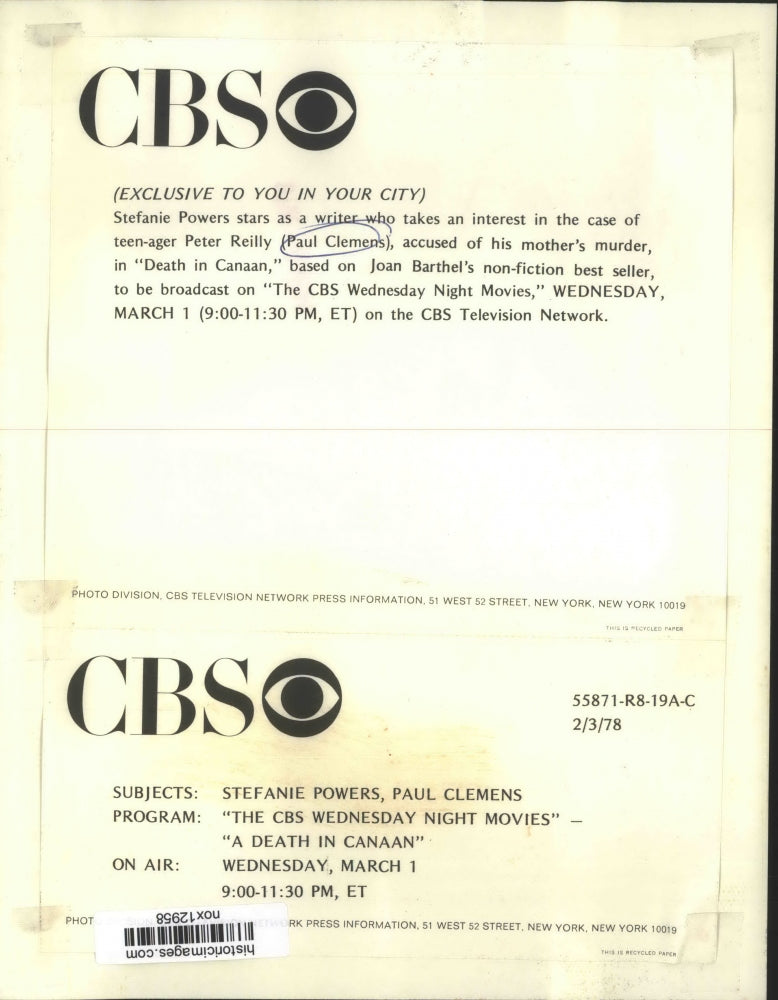 CBS
(EXCLUSIVE TO YOU IN YOUR CITY)
Stefanie Powers stars as a writer who takes an interest in the case of
teen-ager Peter Reilly (Paul Clemens), accused of his mother's murder,
in "Death in Canaan," based on Joan Barthel's non-fiction best seller,
to be broadcast on "The CBS Wednesday Night Movies," WEDNESDAY,
MARCH 1 (9:00-11:30 PM, ET) on the CBS Television Network.
PHOTO DIVISION, CBS TELEVISION NETWORK PRESS INFORMATION, 51 WEST 52 STREET, NEW YORK, NEW YORK 10019
THIS IS RECYCLED PAPER
CBS
55871-R8-19A-C
2/3/78
SUBJECTS: STEFANIE POWERS, PAUL CLEMENS
PROGRAM: "THE CBS WEDNESDAY NIGHT MOVIES" –
"A DEATH IN CANAAN"
ON AIR: WEDNESDAY, MARCH 1
9:00-11:30 PM, ET
PRESS INFORMATION, 51 WEST 52 STREET, NEW YORK, NEW YORK 10019
THIS IS RECYCLED PAPER
historicimages.com
nox12958